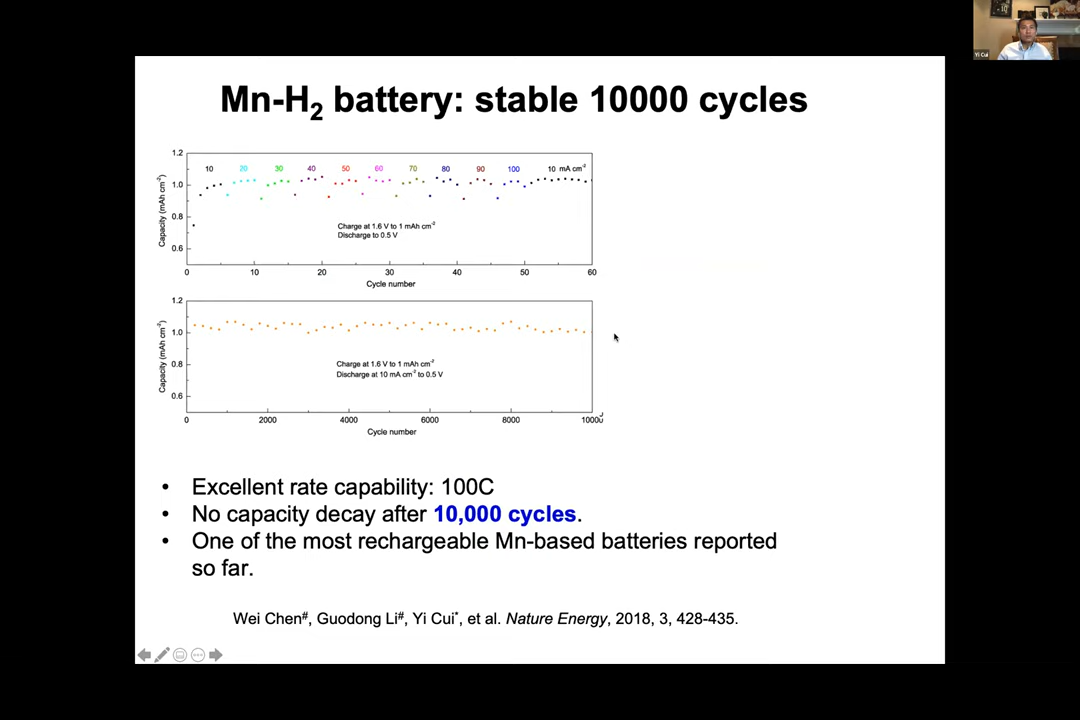 Yi Cui
Mn-H2 battery: stable 10000 cycles
1.2
1.0
0.8
0.6
Capacity (mAh cm-2)
10 20 30 40 50 60 70 80 90 100 10 mA cm-2
Charge at 1.6 V to 1 mAh cm-2
Discharge to 0.5 V
0 10 20 30 40 50 60
Cycle number
1.2
1.0
0.8
0.6
Capacity (mAh cm-2)
Charge at 1.6 V to 1 mAh cm-2
Discharge at 10 mA cm-2 to 0.5 V
0 2000 4000 6000 8000 10000
Cycle number
• Excellent rate capability: 100C
• No capacity decay after 10,000 cycles.
• One of the most rechargeable Mn-based batteries reported
so far.
Wei Chen#, Guodong Li#, Yi Cui*, et al. Nature Energy, 2018, 3, 428-435.